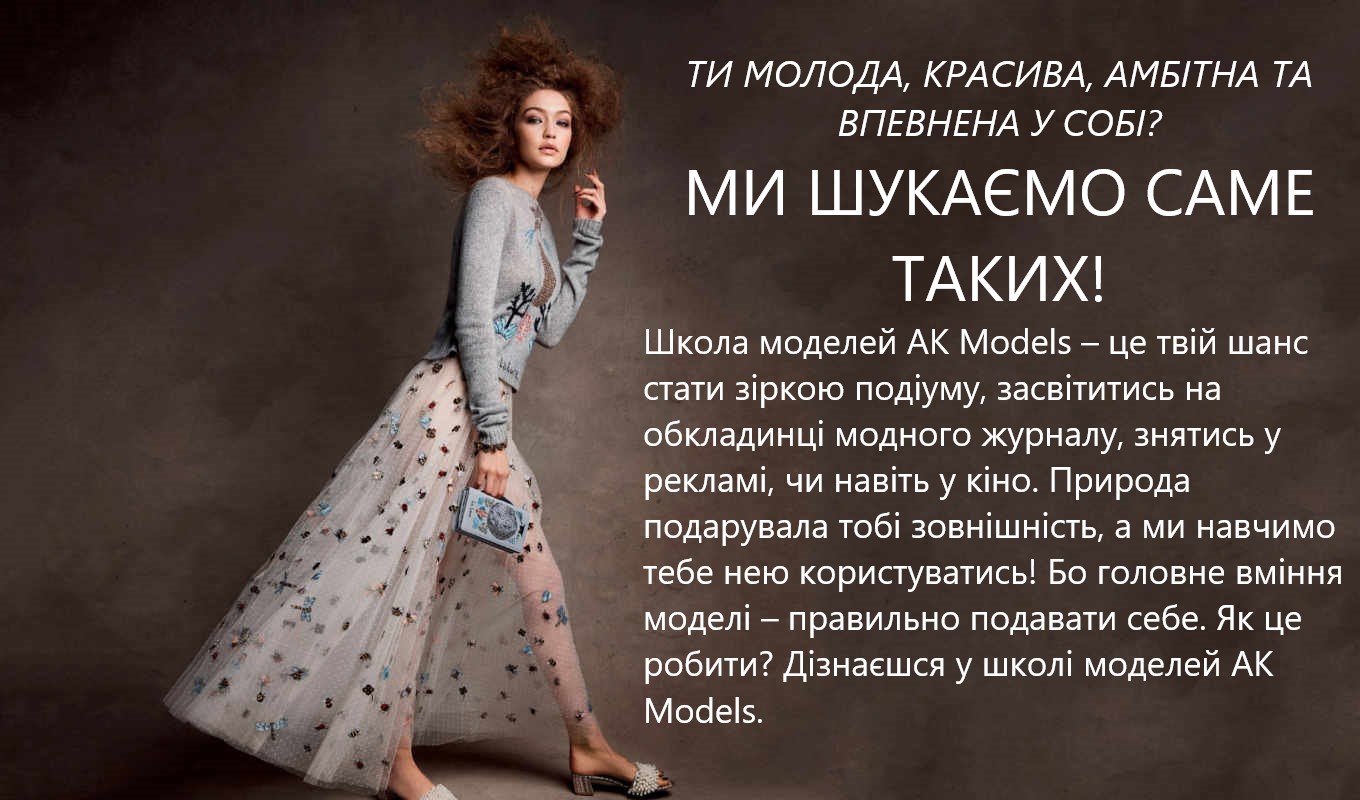 ТИ МОЛОДА, КРАСИВА, АМБІТНА ТА
ВПЕВНЕНА У СОБІ?
МИ ШУКАЄМО САМЕ
ТАКИХ!
Школа моделей AK Models – це твій шанс
стати зіркою подіуму, засвітитись на
обкладинці модного журналу, знятись у
рекламі, чи навіть у кіно. Природа
подарувала тобі зовнішність, а ми навчимо
тебе нею користуватись! Бо головне вміння
моделі – правильно подавати себе. Як це
робити? Дізнаєшся у школі моделей AK
Models.